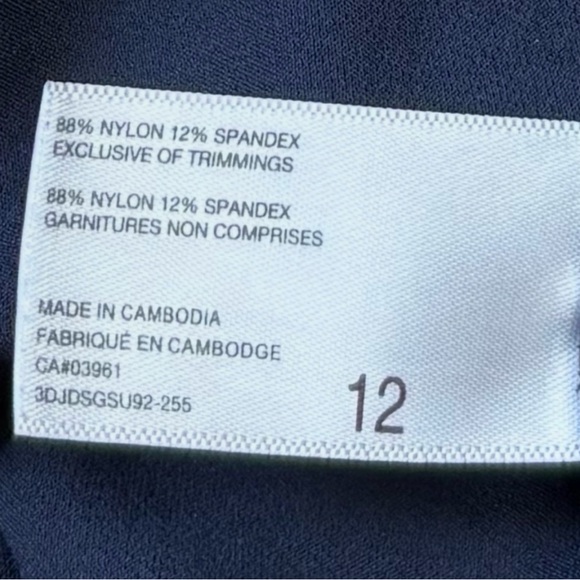 88% NYLON 12% SPANDEX
EXCLUSIVE OF TRIMMINGS
88% NYLON 12% SPANDEX
GARNITURES NON COMPRISES
MADE IN CAMBODIA
FABRIQUÉ EN CAMBODGE
CA#03961
3DJDSGSU92-255
12